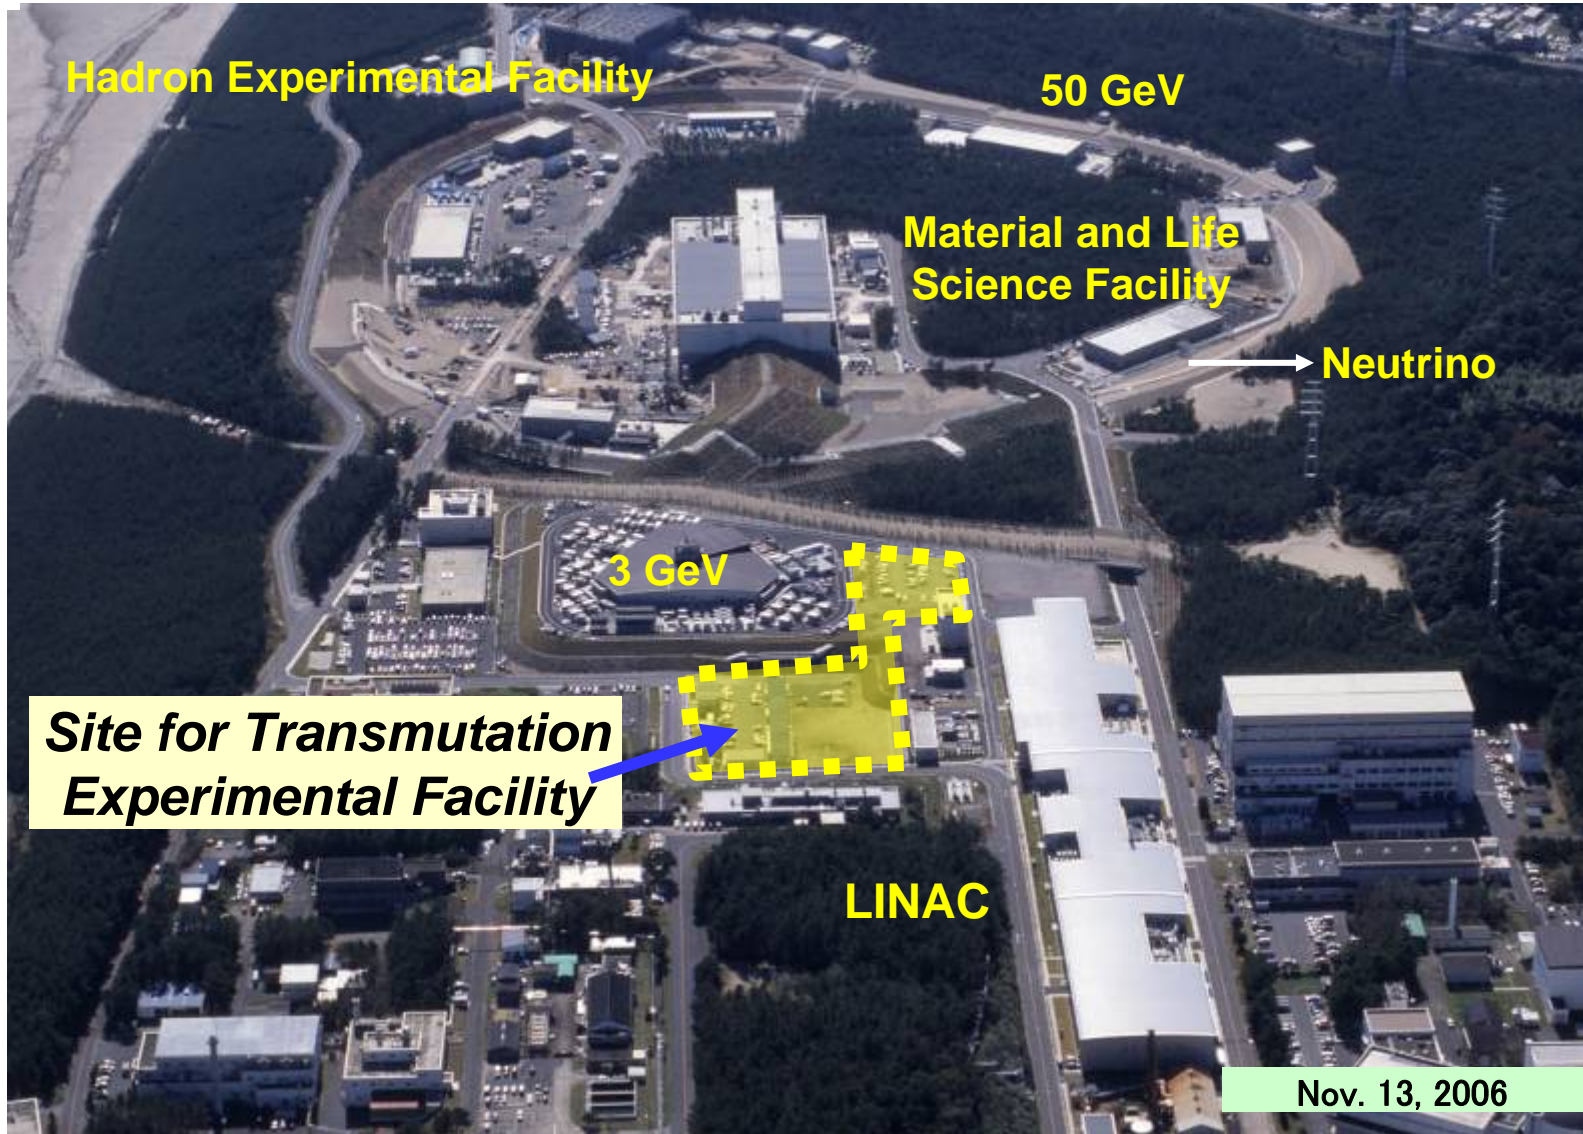 Hadron Experimental Facility
50 GeV
Material and Life
Science Facility
Neutrino
3 GeV
Site for Transmutation
Experimental Facility
LINAC
Nov. 13, 2006